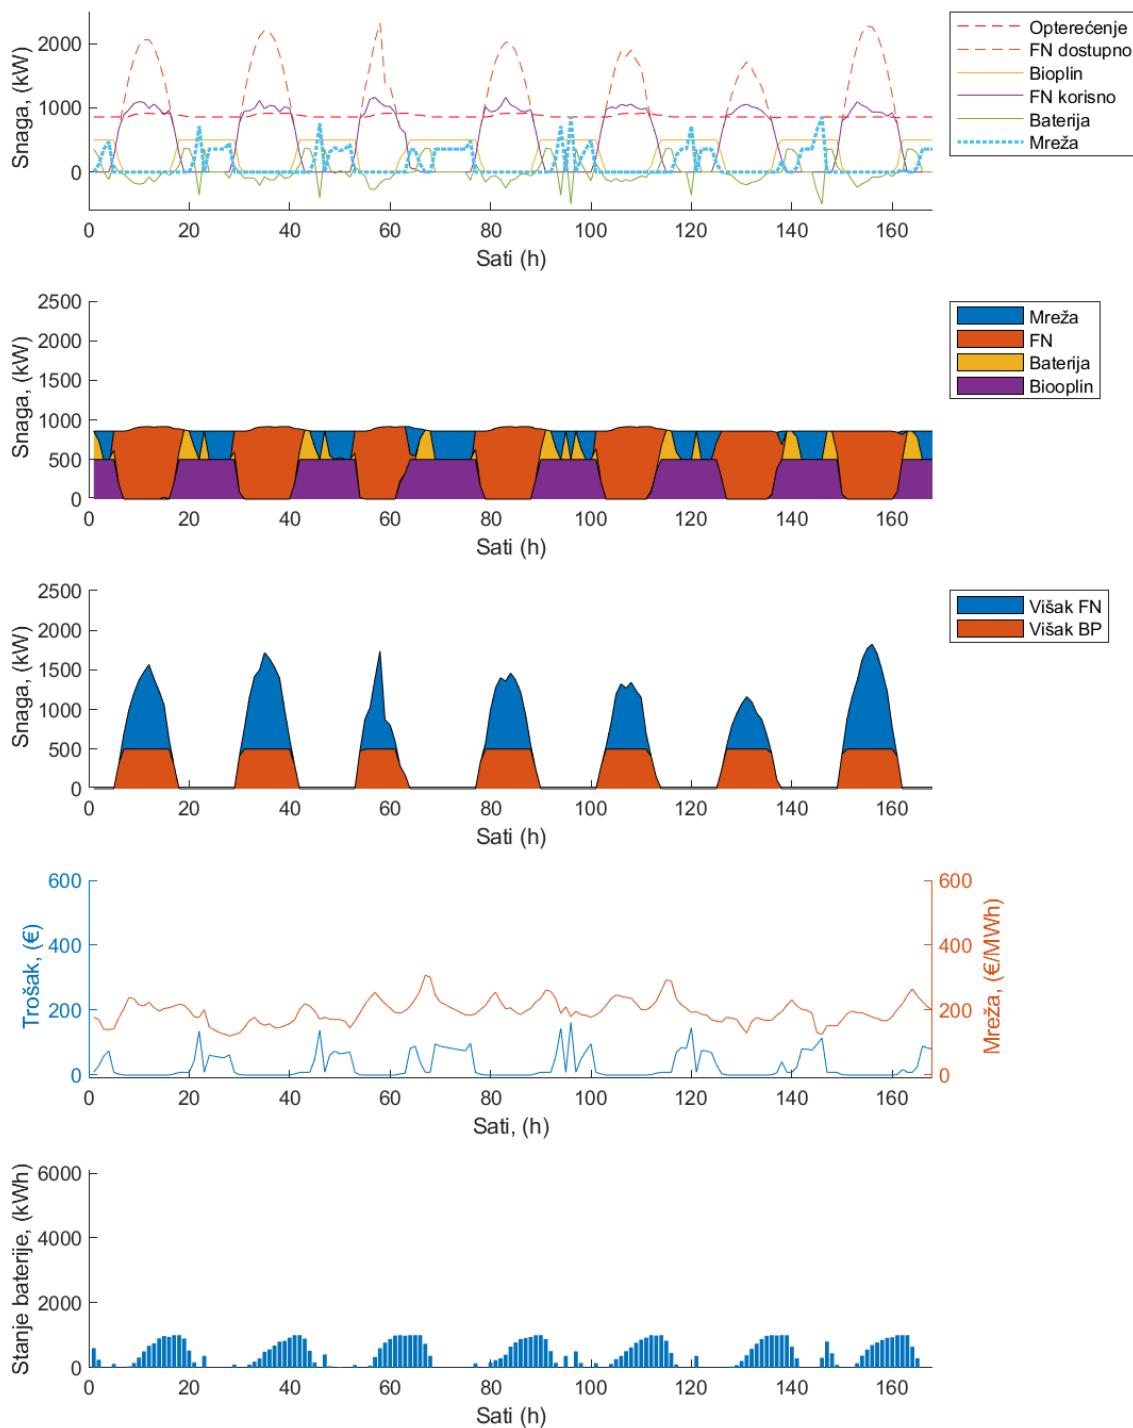 Snaga, (kW)
2000
1000
0
0 20 40 60 80 100 120 140 160
Sati (h)
Opterećenje
FN dostupno
Bioplin
FN korisno
Baterija
Mreža
Snaga, (kW)
2500
2000
1500
1000
500
0
0 20 40 60 80 100 120 140 160
Sati (h)
Mreža
FN
Baterija
Biooplin
Snaga, (kW)
2500
2000
1500
1000
500
0
0 20 40 60 80 100 120 140 160
Sati (h)
Višak FN
Višak BP
Trošak, (€)
600
400
200
0
0 20 40 60 80 100 120 140 160
Sati, (h)
600
400
200
0
Mreža, (€/MWh)
Stanje baterije, (kWh)
6000
4000
2000
0
0 20 40 60 80 100 120 140 160
Sati (h)